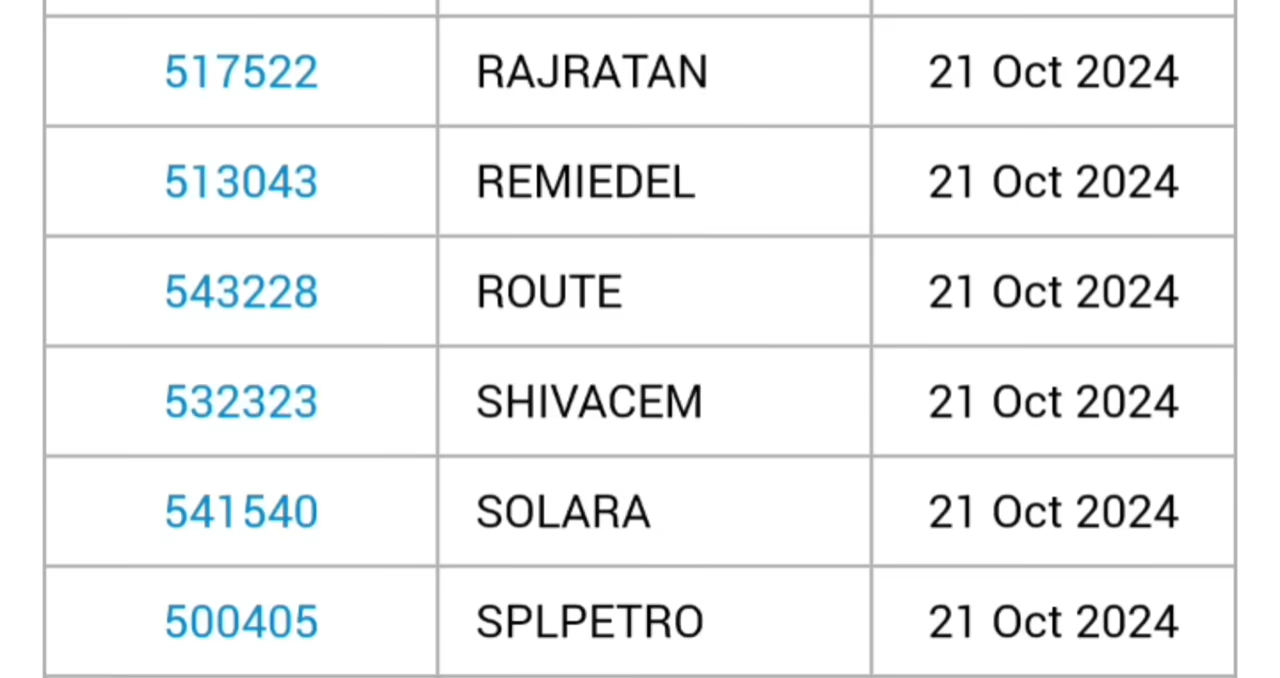 517522 RAJRATAN 21 Oct 2024
513043 REMIEDEL 21 Oct 2024
543228 ROUTE 21 Oct 2024
532323 SHIVACEM 21 Oct 2024
541540 SOLARA 21 Oct 2024
500405 SPLPETRO 21 Oct 2024